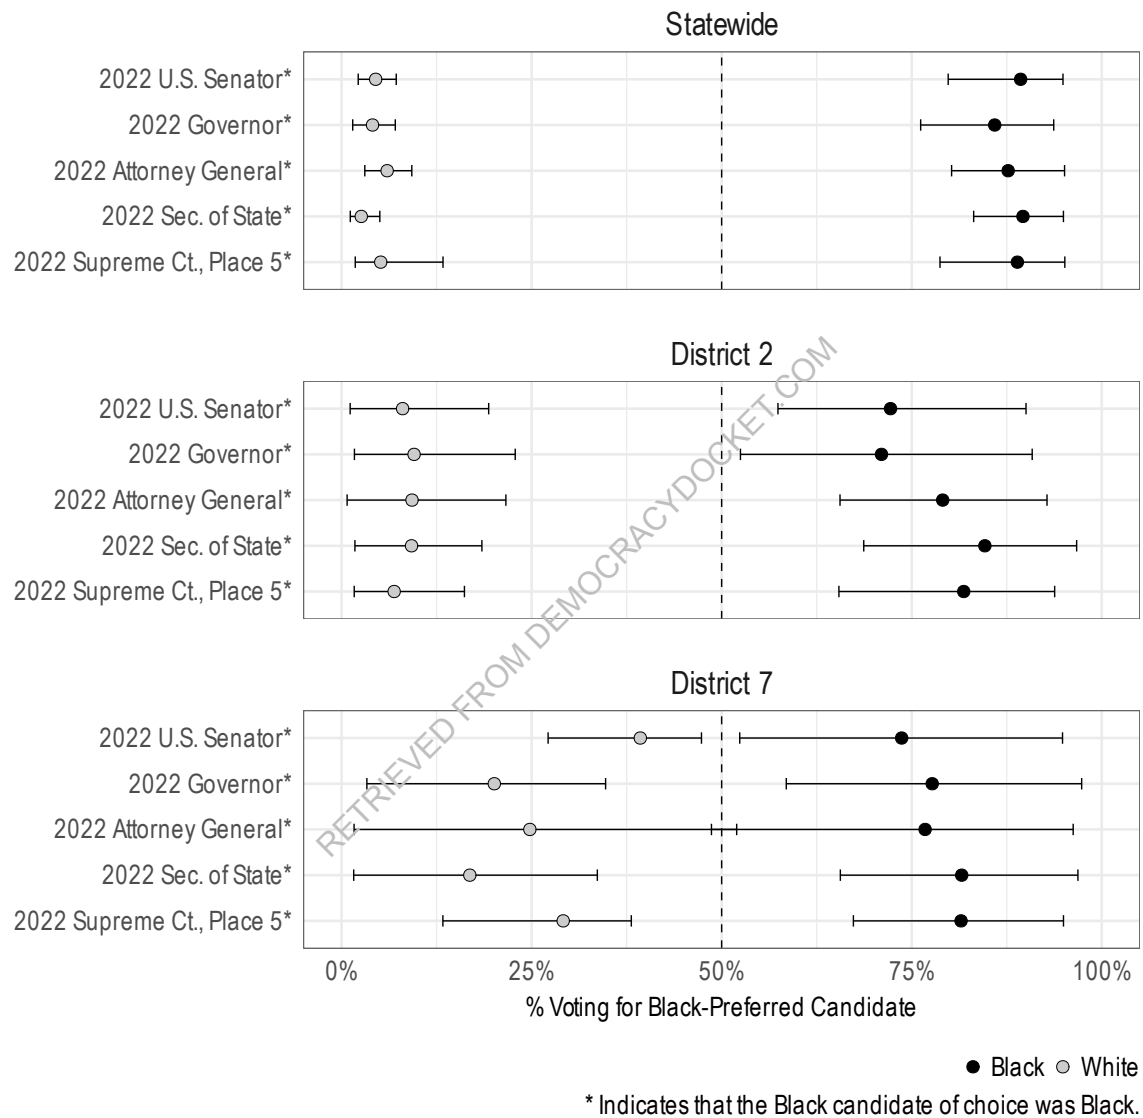 Statewide
2022 U.S. Senator*
2022 Governor*
2022 Attorney General*
2022 Sec. of State*
2022 Supreme Ct., Place 5*
District 2
2022 U.S. Senator*
2022 Governor*
2022 Attorney General*
2022 Sec. of State*
2022 Supreme Ct., Place 5*
RETRIEVED FROM DEMOCRACYDOCKET.COM
District 7
2022 U.S. Senator*
2022 Governor*
2022 Attorney General*
2022 Sec. of State*
2022 Supreme Ct., Place 5*
0% 25% 50% 75% 100%
% Voting for Black-Preferred Candidate
Black White
* Indicates that the Black candidate of choice was Black.